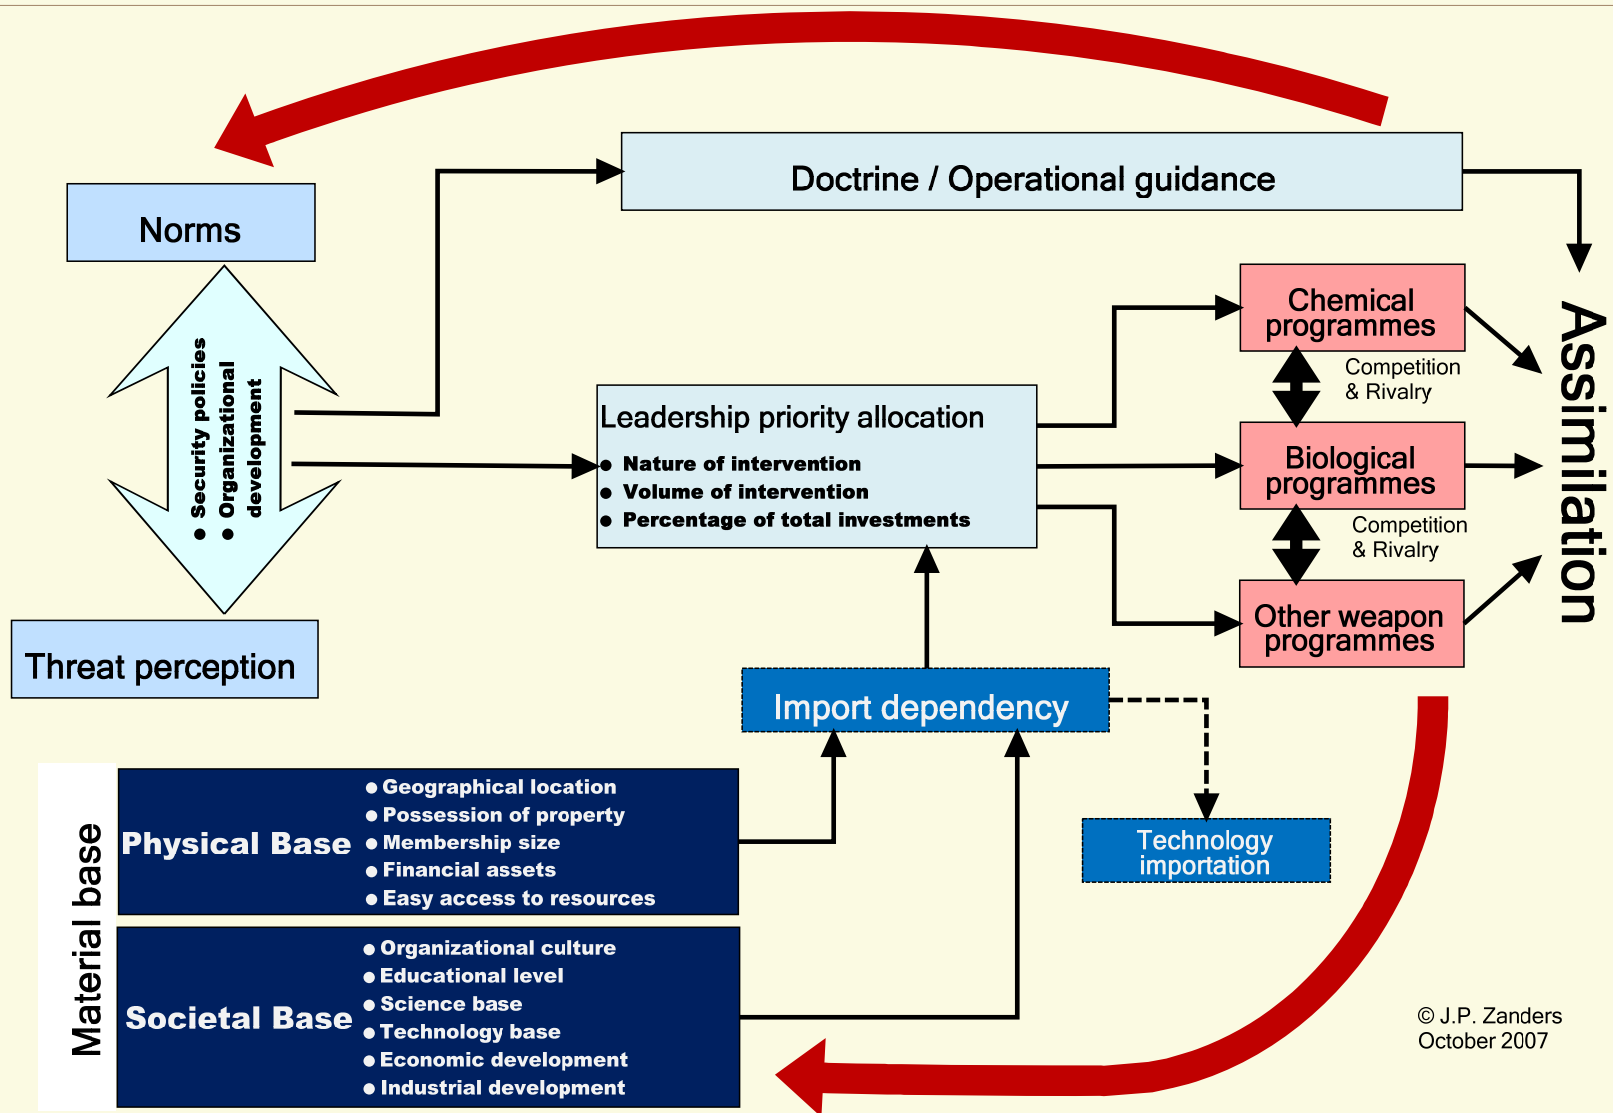 Doctrine / Operational guidance
Norms
● Security policies
● Organizational
development
Threat perception
Leadership priority allocation
● Nature of intervention
● Volume of intervention
● Percentage of total investments
Chemical
programmes
Competition
& Rivalry
Biological
programmes
Competition
& Rivalry
Other weapon
programmes
Assimilation
Import dependency
Technology
importation
Material base
Physical Base
● Geographical location
● Possession of property
● Membership size
● Financial assets
● Easy access to resources
Societal Base
● Organizational culture
● Educational level
● Science base
● Technology base
● Economic development
● Industrial development
© J.P. Zanders
October 2007